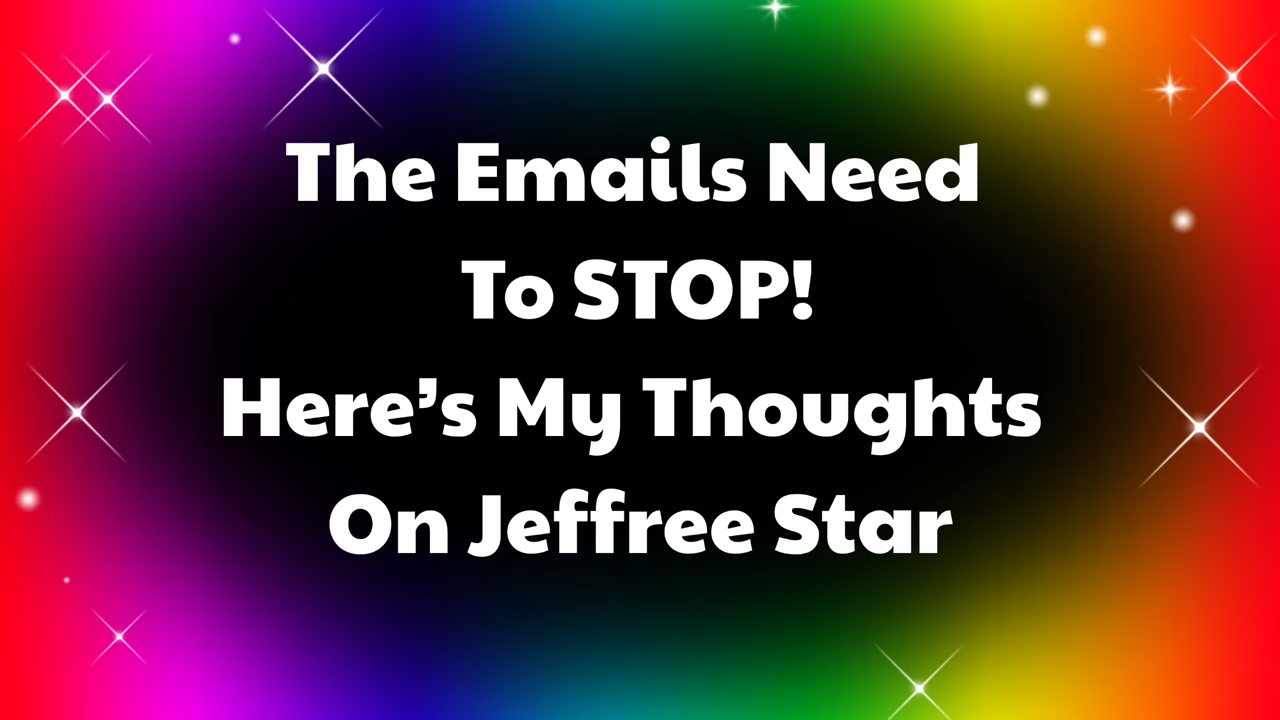 The Emails Need
To STOP!
Here’s My Thoughts
On Jeffree Star